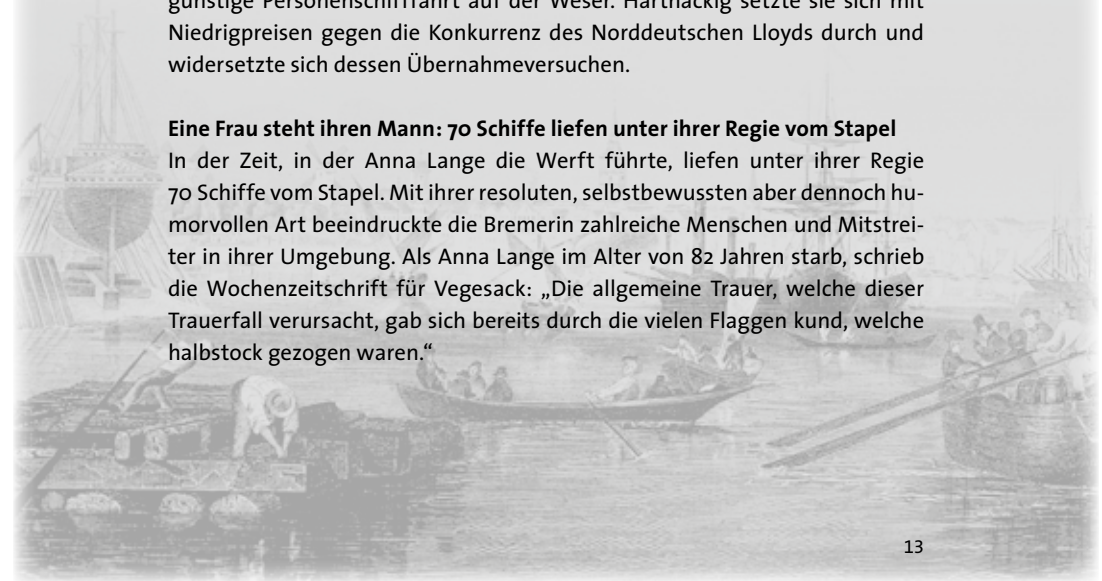 günstige Personenschifffahrt auf der Weser. Hartnäckig setzte sie sich mit
Niedrigpreisen gegen die Konkurrenz des Norddeutschen Lloyds durch und
widersetzte sich dessen Übernahmeversuchen.
Eine Frau steht ihren Mann: 70 Schiffe liefen unter ihrer Regie vom Stapel
In der Zeit, in der Anna Lange die Werft führte, liefen unter ihrer Regie
70 Schiffe vom Stapel. Mit ihrer resoluten, selbstbewussten aber dennoch hu-
morvollen Art beeindruckte die Bremerin zahlreiche Menschen und Mitstrei-
ter in ihrer Umgebung. Als Anna Lange im Alter von 82 Jahren starb, schrieb
die Wochenzeitschrift für Vegesack: „Die allgemeine Trauer, welche dieser
Trauerfall verursacht, gab sich bereits durch die vielen Flaggen kund, welche
halbstock gezogen waren.“
13